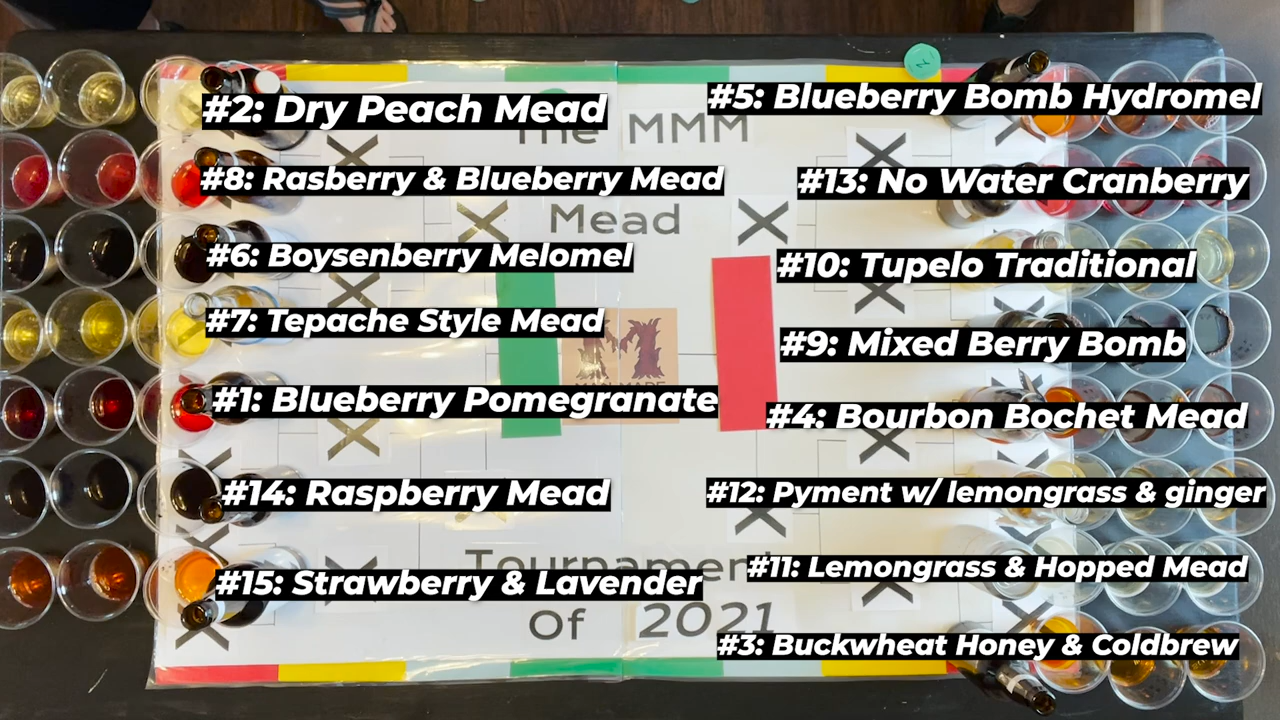 #2: Dry Peach Mead
#8: Rasberry & Blueberry Mead
#6: Boysenberry Melomel
#7: Tepache Style Mead
#1: Blueberry Pomegranate
#14: Raspberry Mead
#15: Strawberry & Lavender
The MMM
Mead
Tournament
Of 2021
#5: Blueberry Bomb Hydromel
#13: No Water Cranberry
#10: Tupelo Traditional
#9: Mixed Berry Bomb
#4: Bourbon Bochet Mead
#12: Pyment w/ lemongrass & ginger
#11: Lemongrass & Hopped Mead
#3: Buckwheat Honey & Coldbrew